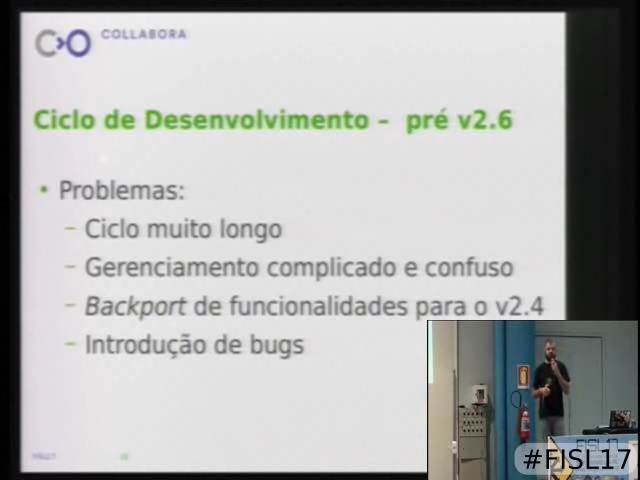 COLLABORA
Ciclo de Desenvolvimento - pré v2.6
• Problemas:
– Ciclo muito longo
– Gerenciamento complicado e confuso
– Backport de funcionalidades para o v2.4
– Introdução de bugs
FISL17
#FISL17